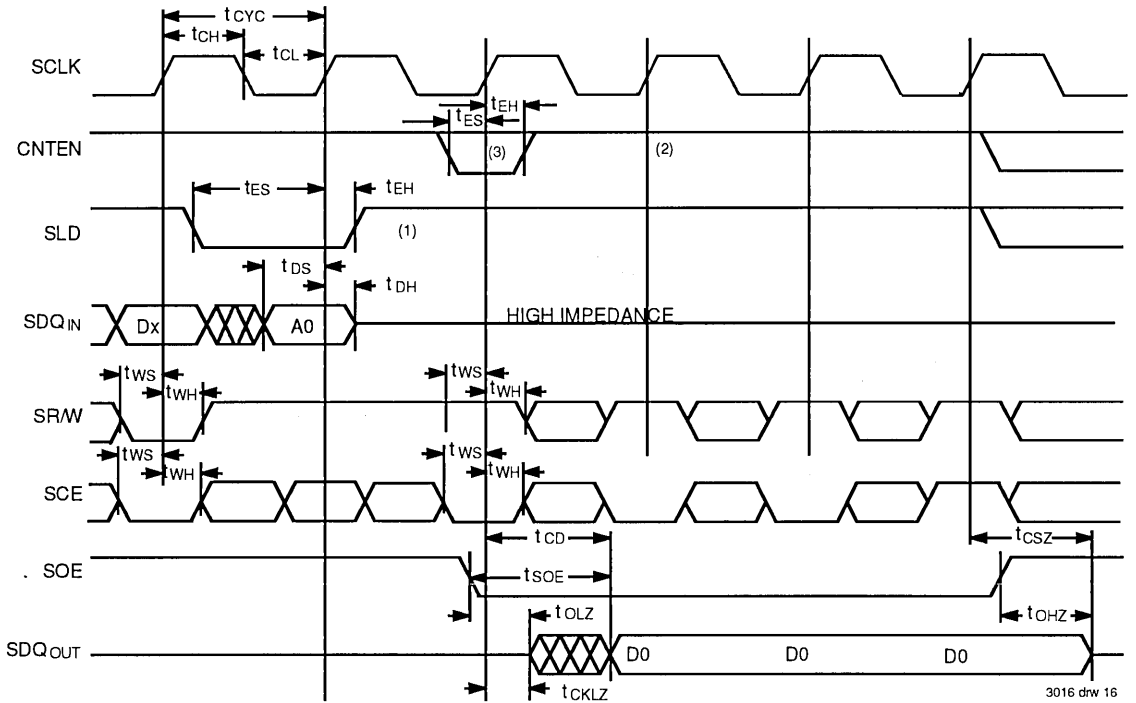 tCYC
tCH
tCL
SCLK
tEH
tES
CNTEN
(3)
(2)
tES
tEH
SLD
(1)
tDS
tDH
SDQIN
Dx
A0
HIGH IMPEDANCE
tWS
tWH
tWS
tWH
SR/W
tWS
tWH
tWS
tWH
SCE
tCD
tCSZ
SOE
tSOE
tOLZ
tOHZ
SDQOUT
D0
D0
D0
tCKLZ
3016 drw 16